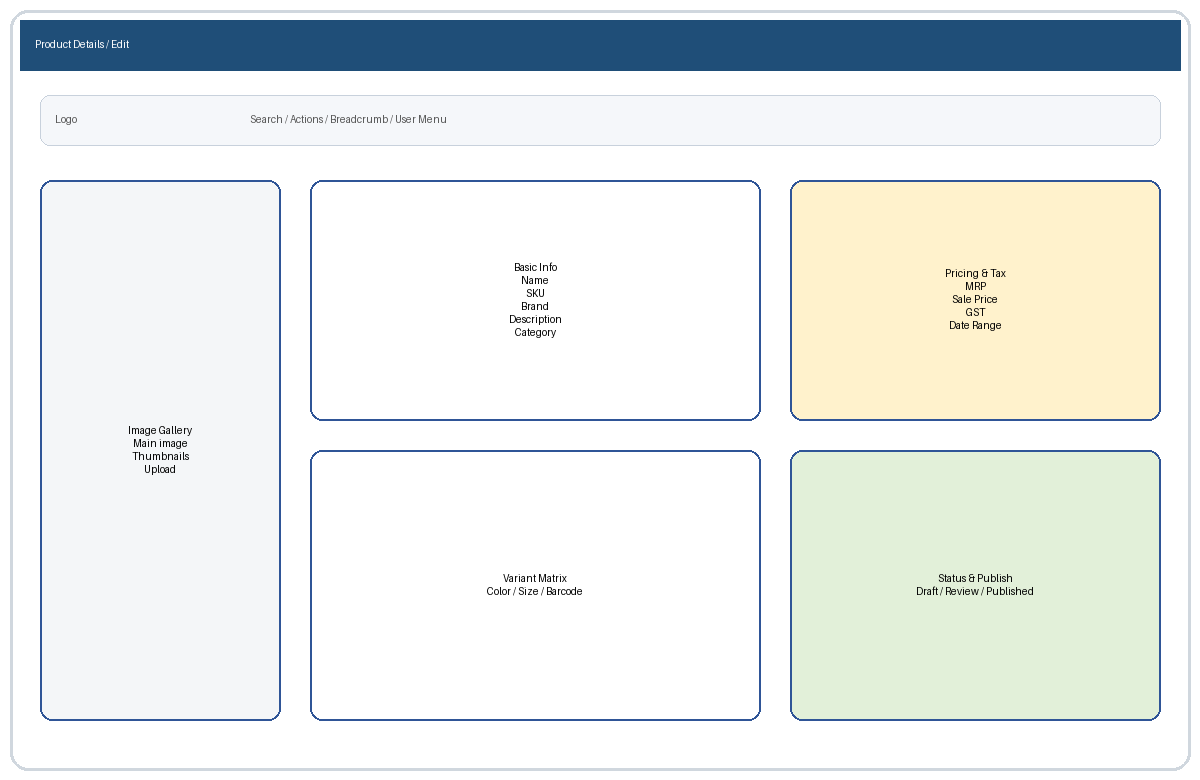 Product Details / Edit
Logo
Search / Actions / Breadcrumb / User Menu
Image Gallery
Main image
Thumbnails
Upload
Basic Info
Name
SKU
Brand
Description
Category
Pricing & Tax
MRP
Sale Price
GST
Date Range
Variant Matrix
Color / Size / Barcode
Status & Publish
Draft / Review / Published